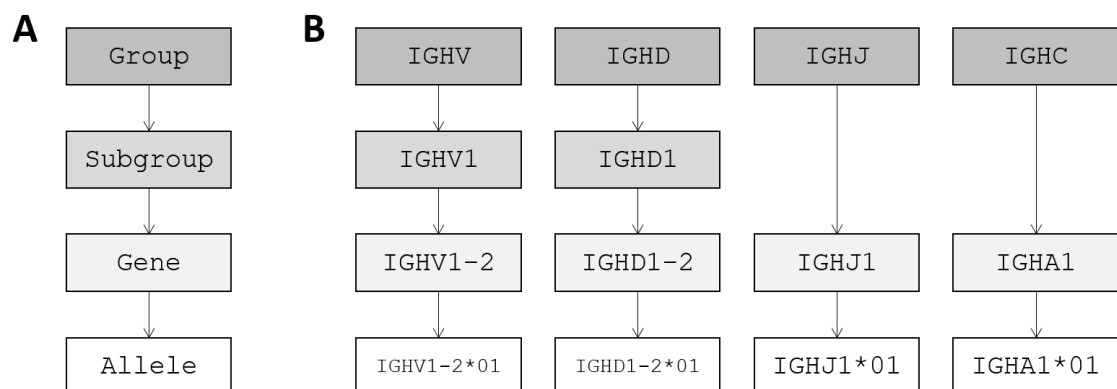 A B
Group IGHV IGHD IGHJ IGHC
Subgroup IGHV1 IGHD1
Gene IGHV1-2 IGHD1-2 IGHJ1 IGHA1
Allele IGHV1-2*01 IGHD1-2*01 IGHJ1*01 IGHA1*01